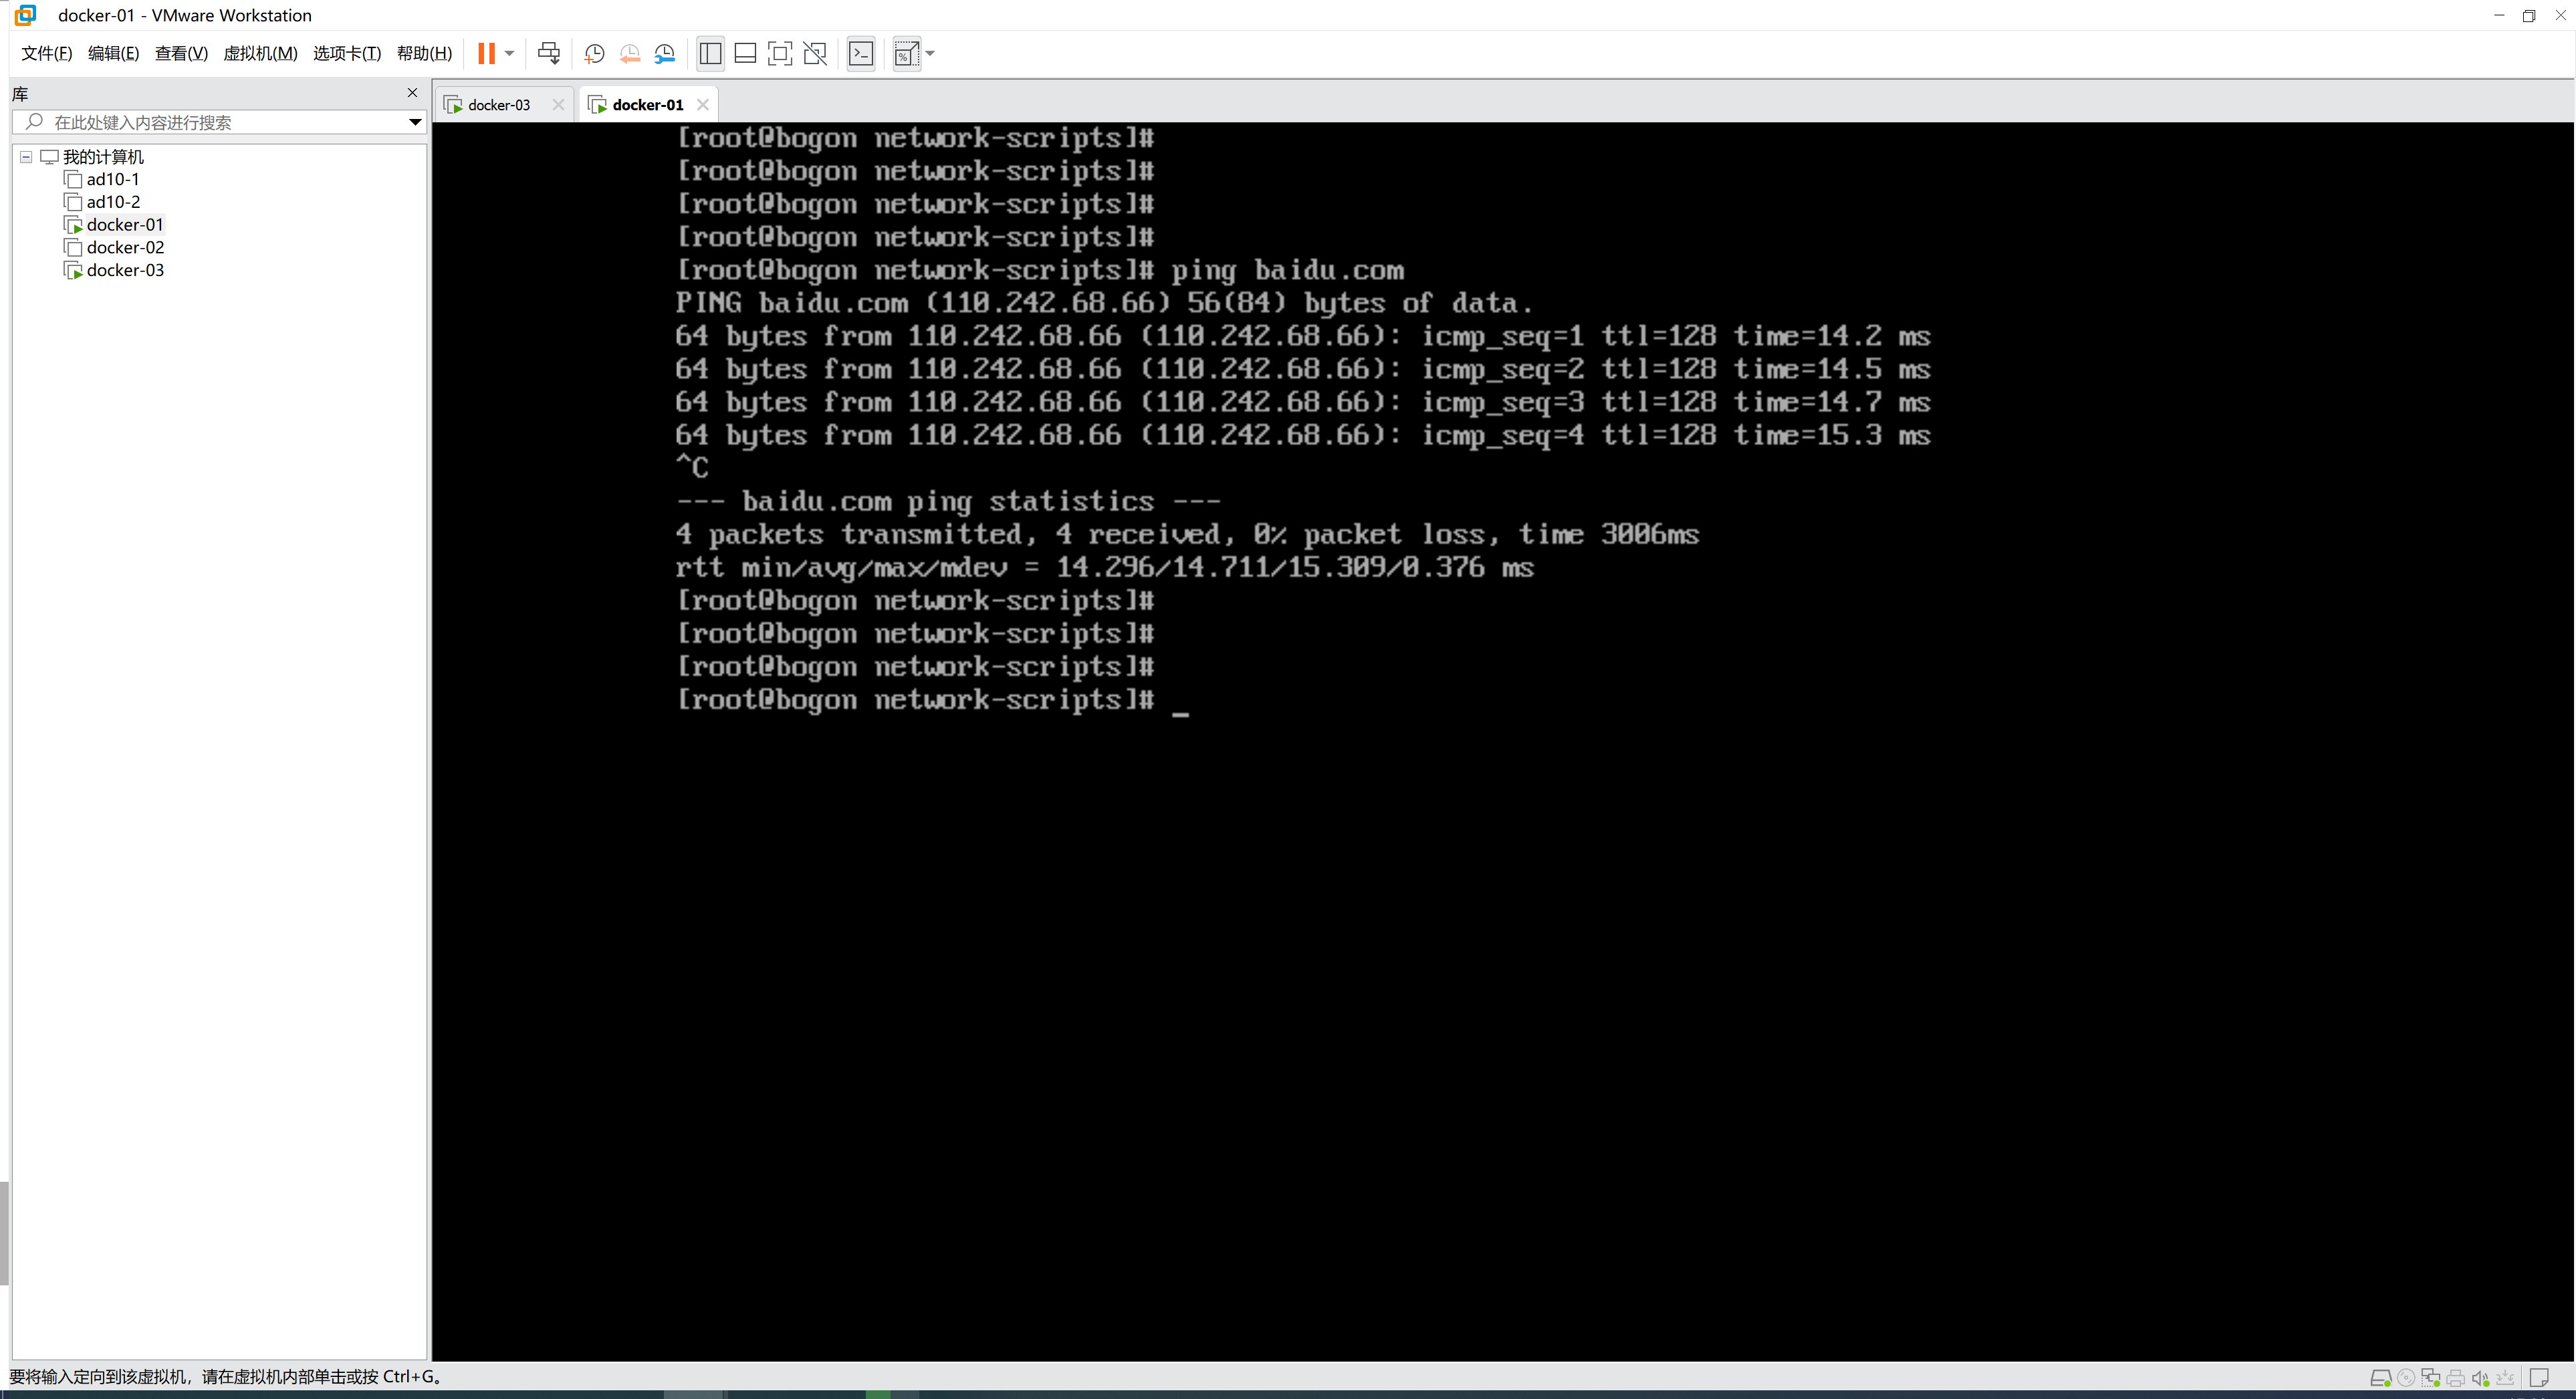 docker-01 - VMware Workstation
文件(F) 编辑(E) 查看(V) 虚拟机(M) 选项卡(T) 帮助(H)
库
在此处键入内容进行搜索
我的计算机
ad10-1
ad10-2
docker-01
docker-02
docker-03
docker-03 docker-01
[root@bogon network-scripts]#
[root@bogon network-scripts]#
[root@bogon network-scripts]#
[root@bogon network-scripts]#
[root@bogon network-scripts]# ping baidu.com
PING baidu.com (110.242.68.66) 56(84) bytes of data.
64 bytes from 110.242.68.66 (110.242.68.66): icmp_seq=1 ttl=128 time=14.2 ms
64 bytes from 110.242.68.66 (110.242.68.66): icmp_seq=2 ttl=128 time=14.5 ms
64 bytes from 110.242.68.66 (110.242.68.66): icmp_seq=3 ttl=128 time=14.7 ms
64 bytes from 110.242.68.66 (110.242.68.66): icmp_seq=4 ttl=128 time=15.3 ms
^C
--- baidu.com ping statistics ---
4 packets transmitted, 4 received, 0% packet loss, time 3006ms
rtt min/avg/max/mdev = 14.296/14.711/15.309/0.376 ms
[root@bogon network-scripts]#
[root@bogon network-scripts]#
[root@bogon network-scripts]#
[root@bogon network-scripts]# _
要将输入定向到该虚拟机，请在虚拟机内部单击或按 Ctrl+G。